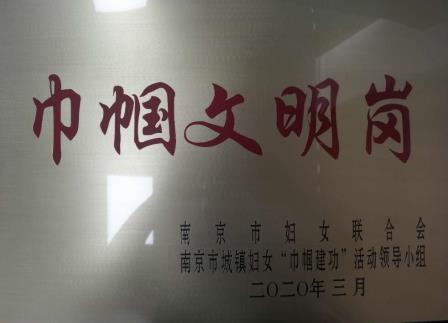 巾帼文明岗
南京市妇女联合会
南京市城镇妇女“巾帼建功”活动领导小组
二〇二〇年三月